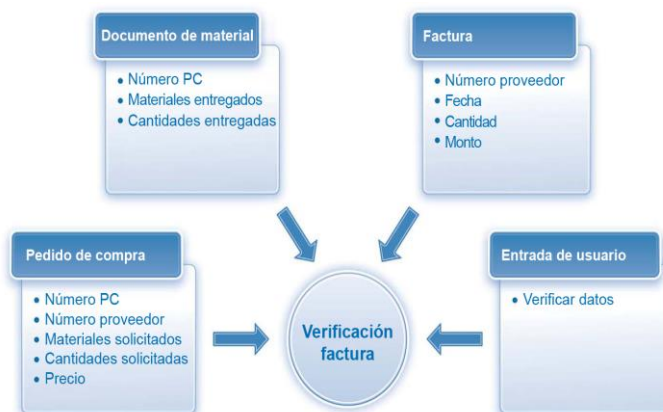 Documento de material
• Número PC
• Materiales entregados
• Cantidades entregadas
Factura
• Número proveedor
• Fecha
• Cantidad
• Monto
Pedido de compra
• Número PC
• Número proveedor
• Materiales solicitados
• Cantidades solicitadas
• Precio
Verificación
factura
Entrada de usuario
• Verificar datos